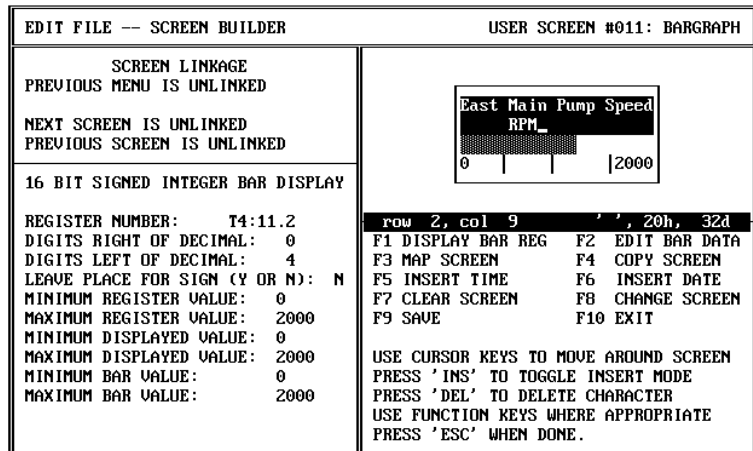 EDIT FILE -- SCREEN BUILDER
USER SCREEN #011: BARGRAPH
SCREEN LINKAGE
PREVIOUS MENU IS UNLINKED
NEXT SCREEN IS UNLINKED
PREVIOUS SCREEN IS UNLINKED
16 BIT SIGNED INTEGER BAR DISPLAY
REGISTER NUMBER: T4:11.2
DIGITS RIGHT OF DECIMAL: 0
DIGITS LEFT OF DECIMAL: 4
LEAVE PLACE FOR SIGN (Y OR N): N
MINIMUM REGISTER VALUE: 0
MAXIMUM REGISTER VALUE: 2000
MINIMUM DISPLAYED VALUE: 0
MAXIMUM DISPLAYED VALUE: 2000
MINIMUM BAR VALUE: 0
MAXIMUM BAR VALUE: 2000
East Main Pump Speed
RPM_
0 | | |2000
row 2, col 9 ' ', 20h, 32d
F1 DISPLAY BAR REG F2 EDIT BAR DATA
F3 MAP SCREEN F4 COPY SCREEN
F5 INSERT TIME F6 INSERT DATE
F7 CLEAR SCREEN F8 CHANGE SCREEN
F9 SAVE F10 EXIT
USE CURSOR KEYS TO MOVE AROUND SCREEN
PRESS 'INS' TO TOGGLE INSERT MODE
PRESS 'DEL' TO DELETE CHARACTER
USE FUNCTION KEYS WHERE APPROPRIATE
PRESS 'ESC' WHEN DONE.